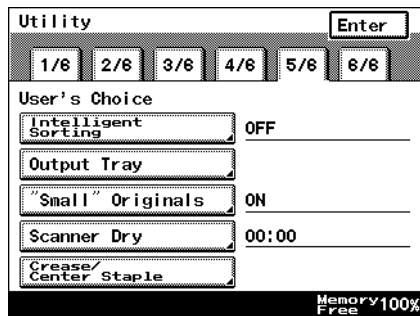 Utility
Enter
1/6 2/6 3/6 4/6 5/6 6/6
User's Choice
Intelligent
Sorting
OFF
Output Tray
"Small" Originals
ON
Scanner Dry
00:00
Crease/
Center Staple
Memory
Free
100%